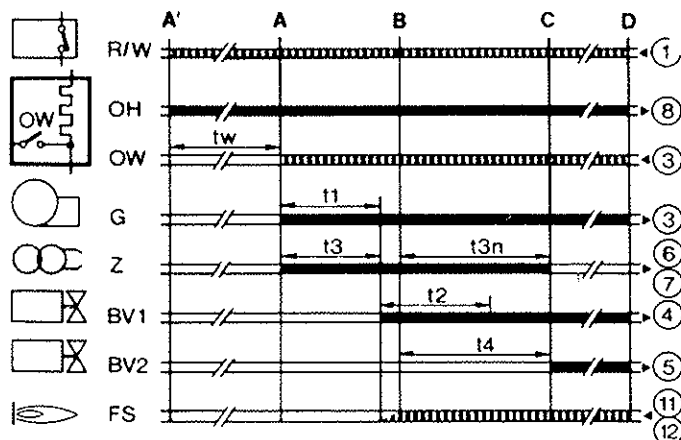 A' A B C D
R/W 1
OH 8
OW
tw
OW 3
t1
G 3
t3 t3n 6
Z 7
t2
BV1 4
t4
BV2 5
FS 11
12